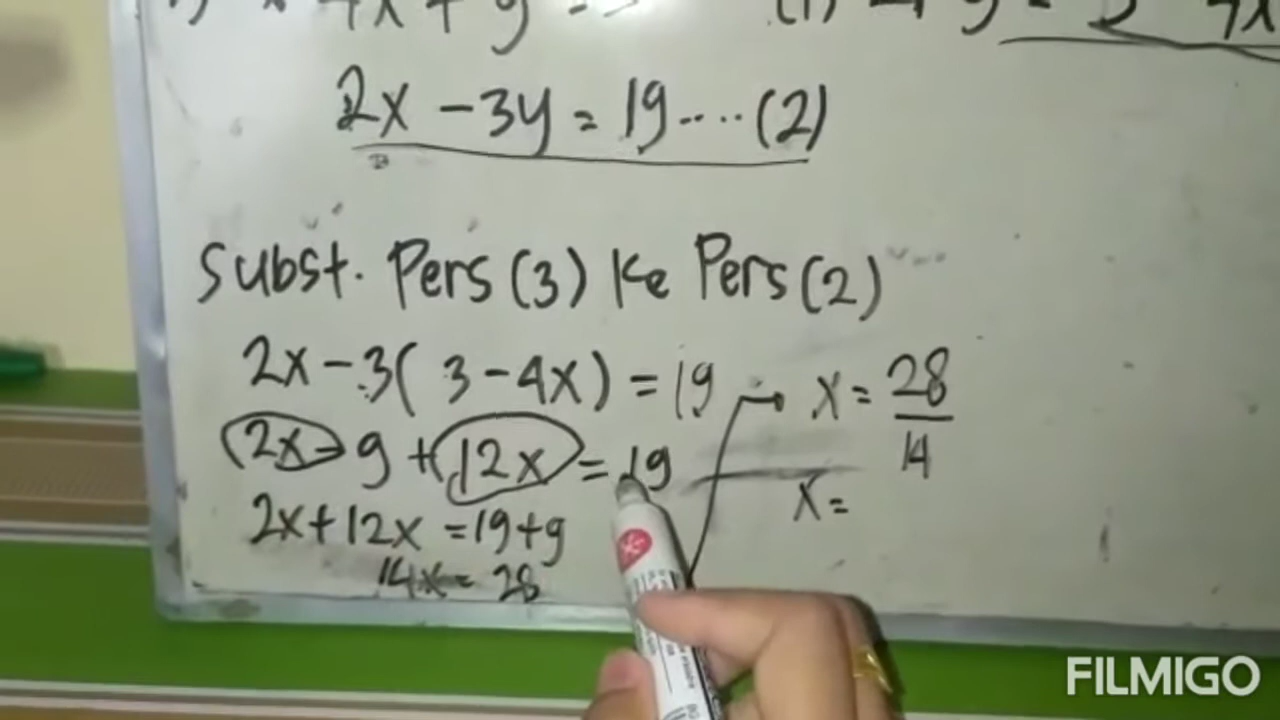 4x + y =
2x - 3y = 19 .... (2)
Subst. Pers (3) Ke Pers (2)
2x - 3( 3 - 4x) = 19
2x - 9 + 12x = 19
2x + 12x = 19 + 9
14x = 28
x = 28
14
x =
FILMIGO